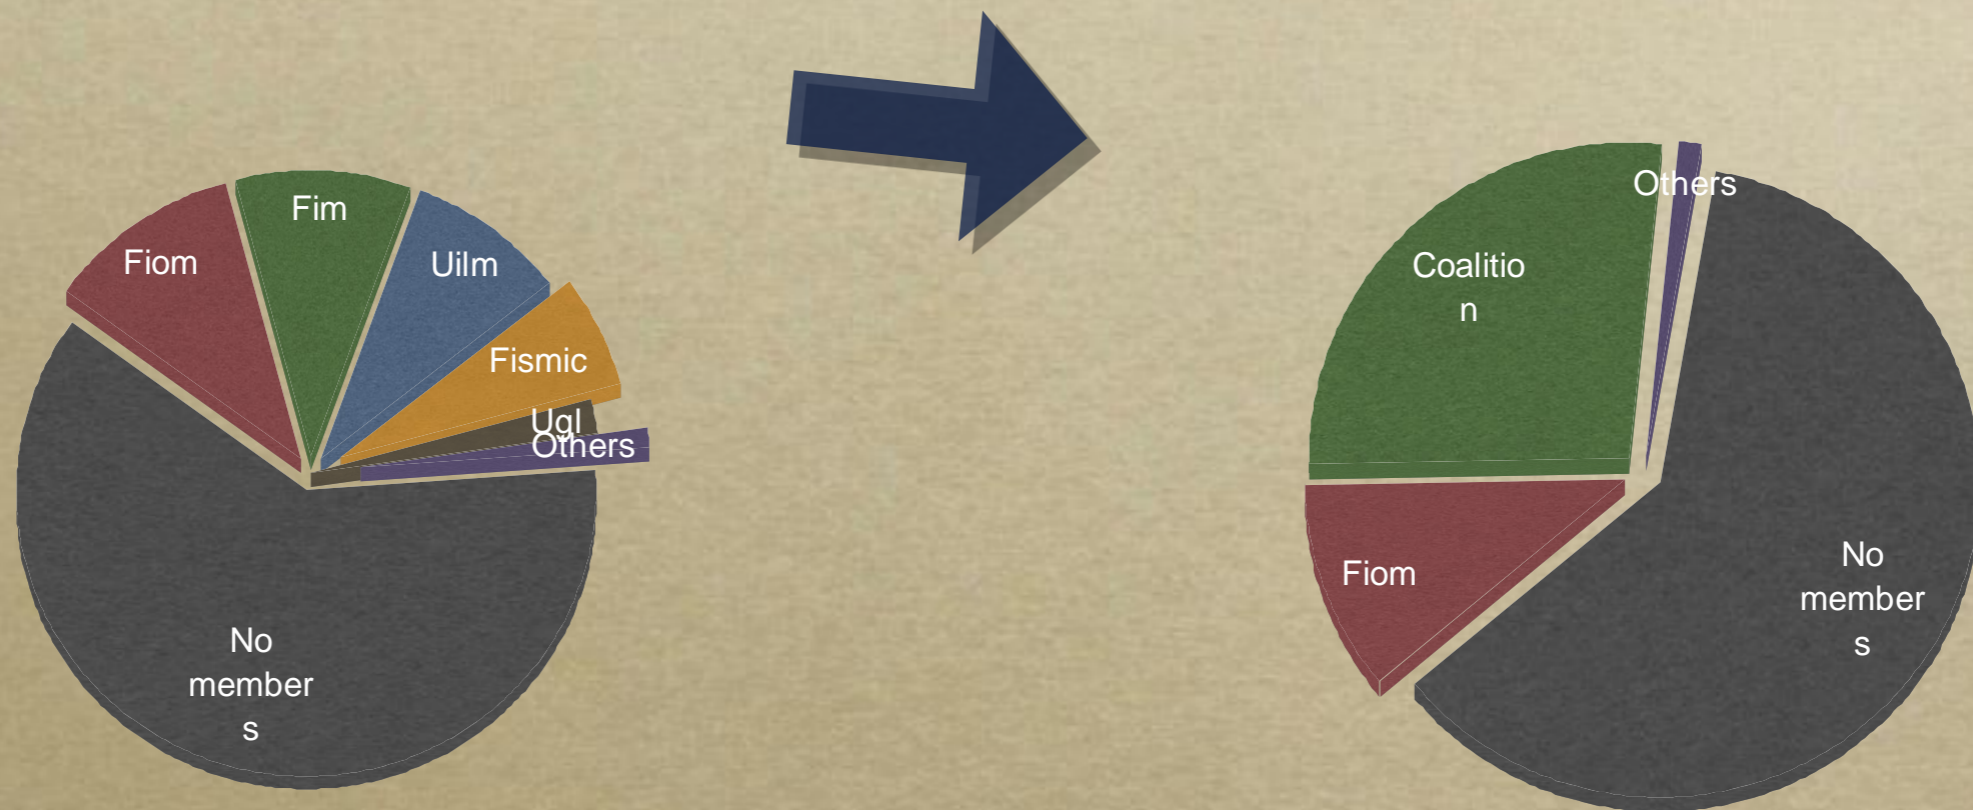 Fim
Fiom
Uilm
Fismic
Ugl
Others
No
member
s
Others
Coalitio
n
Fiom
No
member
s